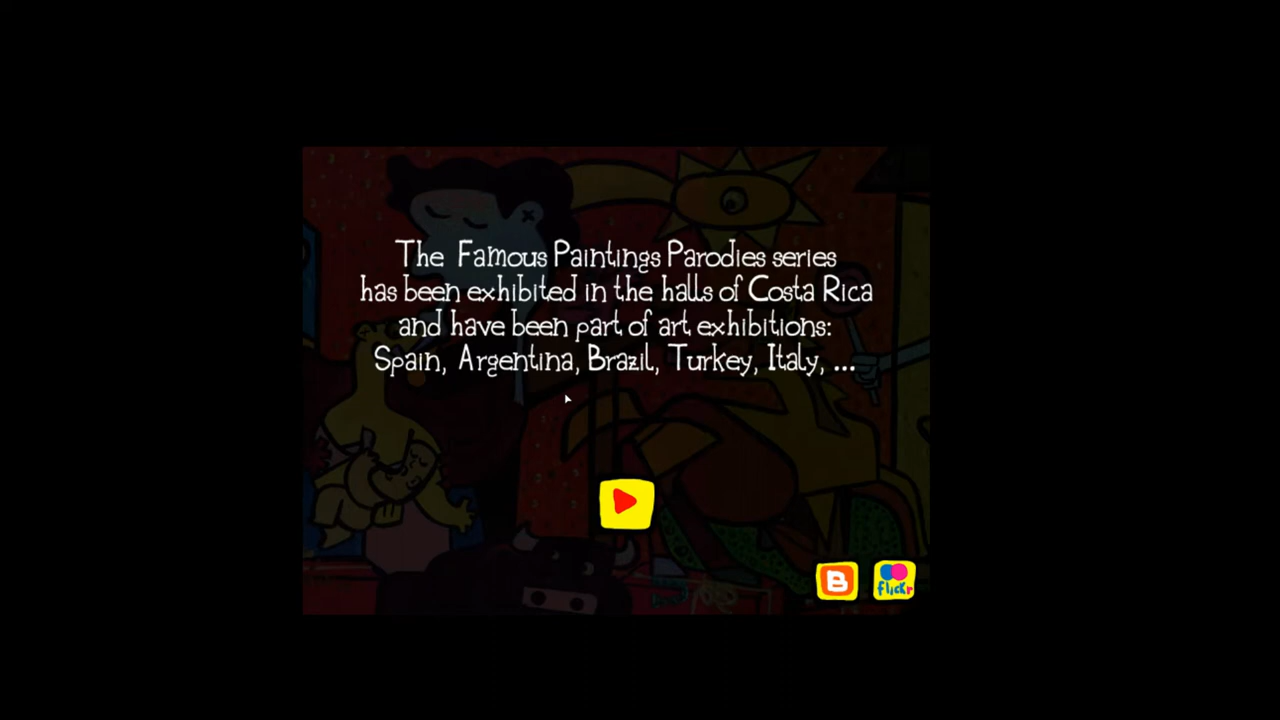 The Famous Paintings Parodies series
has been exhibited in the halls of Costa Rica
and have been part of art exhibitions:
Spain, Argentina, Brazil, Turkey, Italy, ...
B
flickr